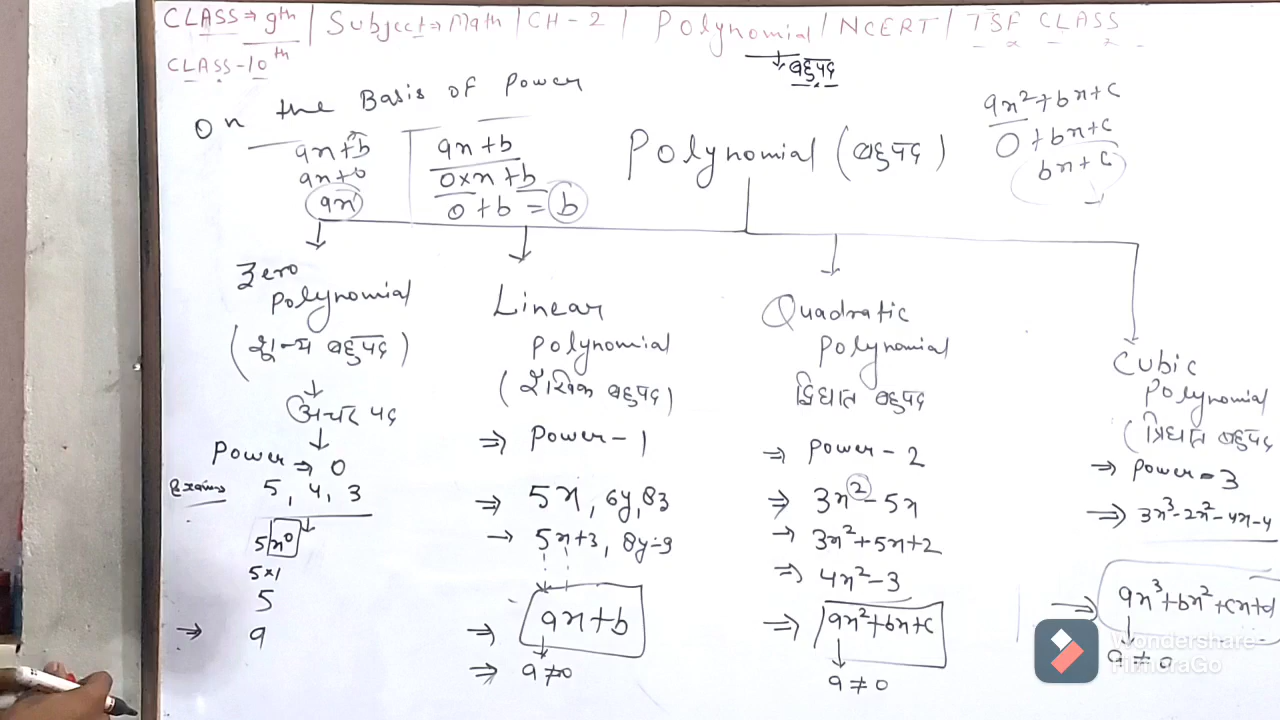 CLASS → 9th | Subject → Math | CH-2 | Polynomial | NCERT | TSF CLASS
CLASS-10th
बहुपद
On the Basis of Power
ax+b
ax+0
ax
ax+b
0×x+b
0+b = b
Polynomial (बहुपद)
ax²+bx+c
0+bx+c
bx+c
Zero
Polynomial
(शून्य बहुपद)
अचर पद
Power → 0
5, 4, 3
5x⁰
5×1
5
⇒ a
Linear
Polynomial
(रैखिक बहुपद)
⇒ Power-1
⇒ 5x, 6y, 8z
→ 5x+3, 8y-9
⇒ ax+b
⇒ a≠0
Quadratic
Polynomial
द्विघात बहुपद
⇒ Power-2
⇒ 3x²-5x
→ 3x²+5x+2
⇒ 4x²-3
⇒ ax²+bx+c
a≠0
Cubic
Polynomial
(त्रिघात बहुपद
⇒ Power=3
⇒ 3x³-2x²-4x-4
⇒ ax³+bx²+cx+d
a≠0
Wondershare
FilmoraGo